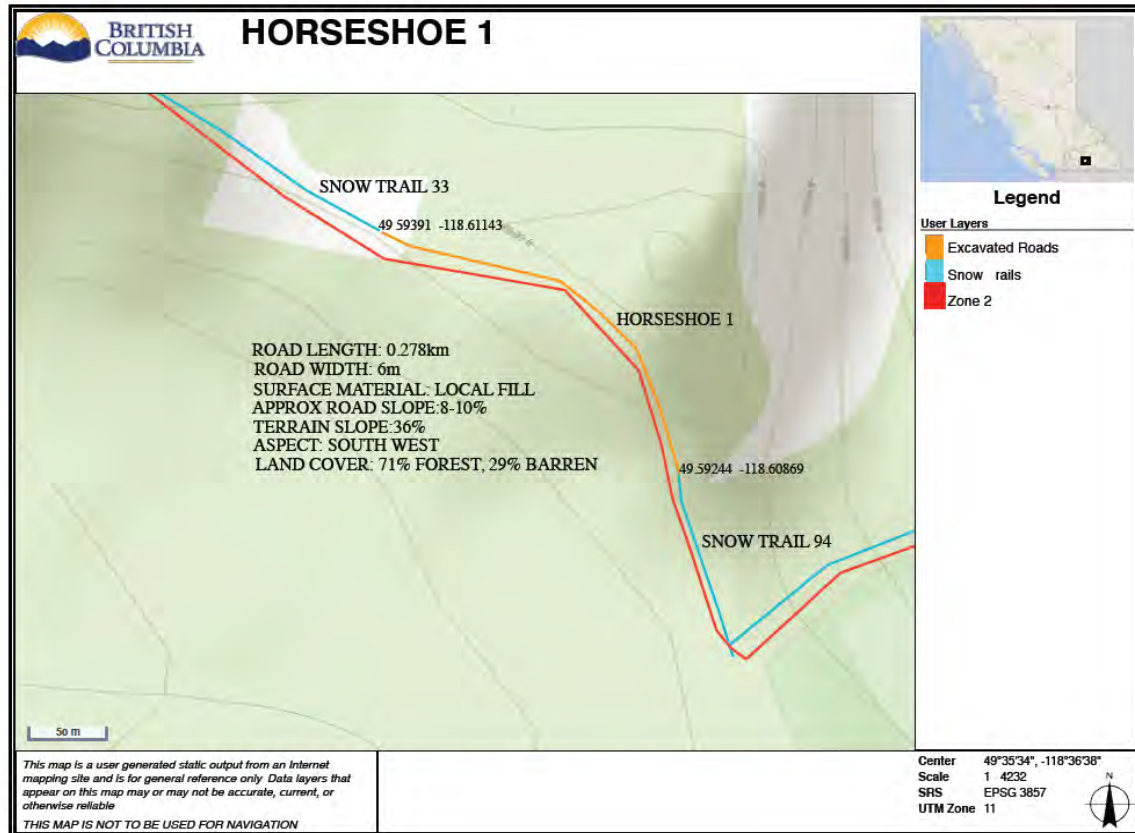 BRITISH
COLUMBIA
HORSESHOE 1
SNOW TRAIL 33
49 59391 -118.61143
HORSESHOE 1
ROAD LENGTH: 0.278km
ROAD WIDTH: 6m
SURFACE MATERIAL: LOCAL FILL
APPROX ROAD SLOPE:8-10%
TERRAIN SLOPE:36%
ASPECT: SOUTH WEST
LAND COVER: 71% FOREST, 29% BARREN
49.59244 -118.60869
SNOW TRAIL 94
50 m
Legend
User Layers
Excavated Roads
Snow rails
Zone 2
This map is a user generated static output from an Internet
mapping site and is for general reference only Data layers that
appear on this map may or may not be accurate, current, or
otherwise reliable
THIS MAP IS NOT TO BE USED FOR NAVIGATION
Center 49°35'34", -118°36'38"
Scale 1 4232
SRS EPSG 3857
UTM Zone 11
N